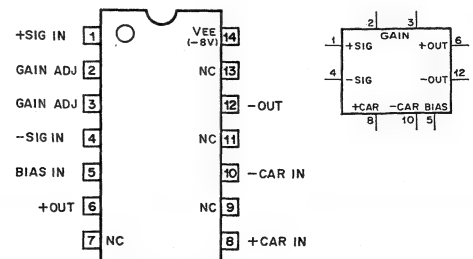 +SIG IN 1
GAIN ADJ 2
GAIN ADJ 3
-SIG IN 4
BIAS IN 5
+OUT 6
7 NC
VEE 14
(-8V)
NC 13
12 -OUT
NC 11
10 -CAR IN
NC 9
8 +CAR IN
2 3
GAIN
1 +SIG +OUT 6
4 -SIG -OUT 12
+CAR -CAR BIAS
8 10 5